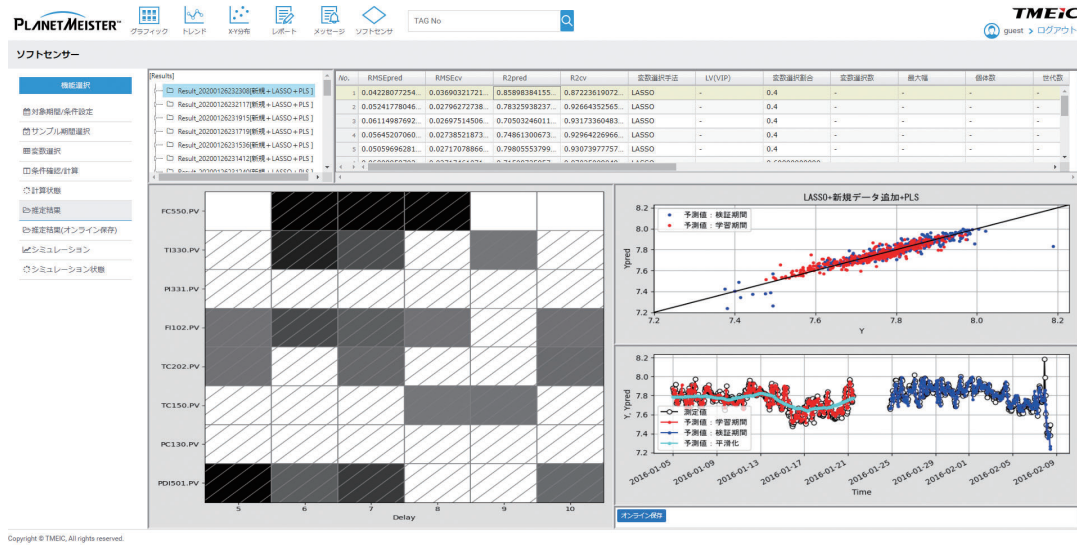 PLANETMEISTER™
グラフィック トレンド X-Y分布 レポート メッセージ ソフトセンサ
TAG No
TMEiC
guest > ログアウト
ソフトセンサー
機能選択
対象期間/条件設定
サンプル期間選択
変数選択
条件確認/計算
計算状態
推定結果
推定結果(オンライン保存)
シミュレーション
シミュレーション状態
[Results]
Result_20200126232308[新規+LASSO+PLS ]
Result_20200126232117[新規+LASSO+PLS ]
Result_20200126231915[新規+LASSO+PLS ]
Result_20200126231719[新規+LASSO+PLS ]
Result_20200126231536[新規+LASSO+PLS ]
Result_20200126231412[新規+LASSO+PLS ]
Result_20200126231240[新規+LASSO+PLS ]
No. RMSEpred RMSEcv R2pred R2cv 変数選択手法 LV(VIP) 変数選択割合 変数選択数 最大幅 個体数 世代数
1 0.04228077254... 0.03690321721... 0.85898384155... 0.87223619072... LASSO - 0.4 - - - -
2 0.05241778046... 0.02796272738... 0.78325938237... 0.92664352565... LASSO - 0.4 - - - -
3 0.06114987692... 0.02697514506... 0.70503246011... 0.93173360483... LASSO - 0.4 - - - -
4 0.05645207060... 0.02738521873... 0.74861300673... 0.92964226966... LASSO - 0.4 - - - -
5 0.05059696281... 0.02717078866... 0.79805553799... 0.93073977757... LASSO - 0.4 - - - -
FC550.PV
TI330.PV
PI331.PV
FI102.PV
TC202.PV
TC150.PV
PC130.PV
PDI501.PV
5 6 7 8 9 10
Delay
LASSO+新規データ追加+PLS
予測値：検証期間
予測値：学習期間
Ypred
8.2
8.0
7.8
7.6
7.4
7.2
7.2 7.4 7.6 7.8 8.0 8.2
Y
Y, Ypred
8.2
8.0
7.8
7.6
7.4
7.2
測定値
予測値：学習期間
予測値：検証期間
予測値：平滑化
2016-01-05 2016-01-09 2016-01-13 2016-01-17 2016-01-21 2016-01-25 2016-01-29 2016-02-01 2016-02-05 2016-02-09
Time
オンライン保存
Copyright © TMEIC, All rights reserved.